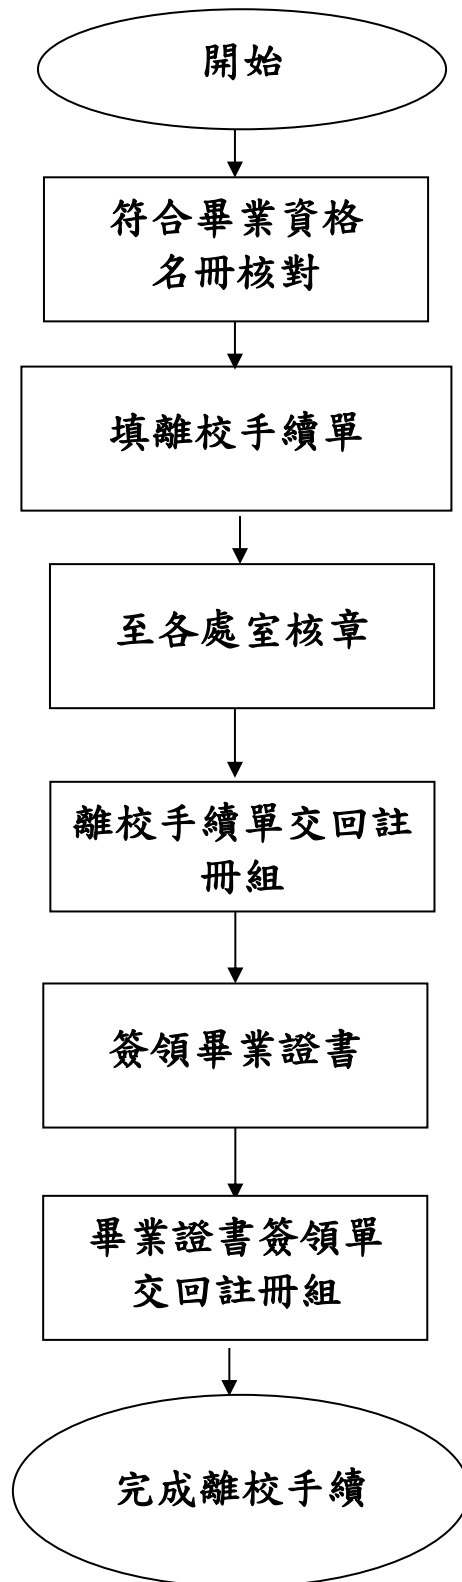 開始
符合畢業資格
名冊核對
填離校手續單
至各處室核章
離校手續單交回註
冊組
簽領畢業證書
畢業證書簽領單
交回註冊組
完成離校手續